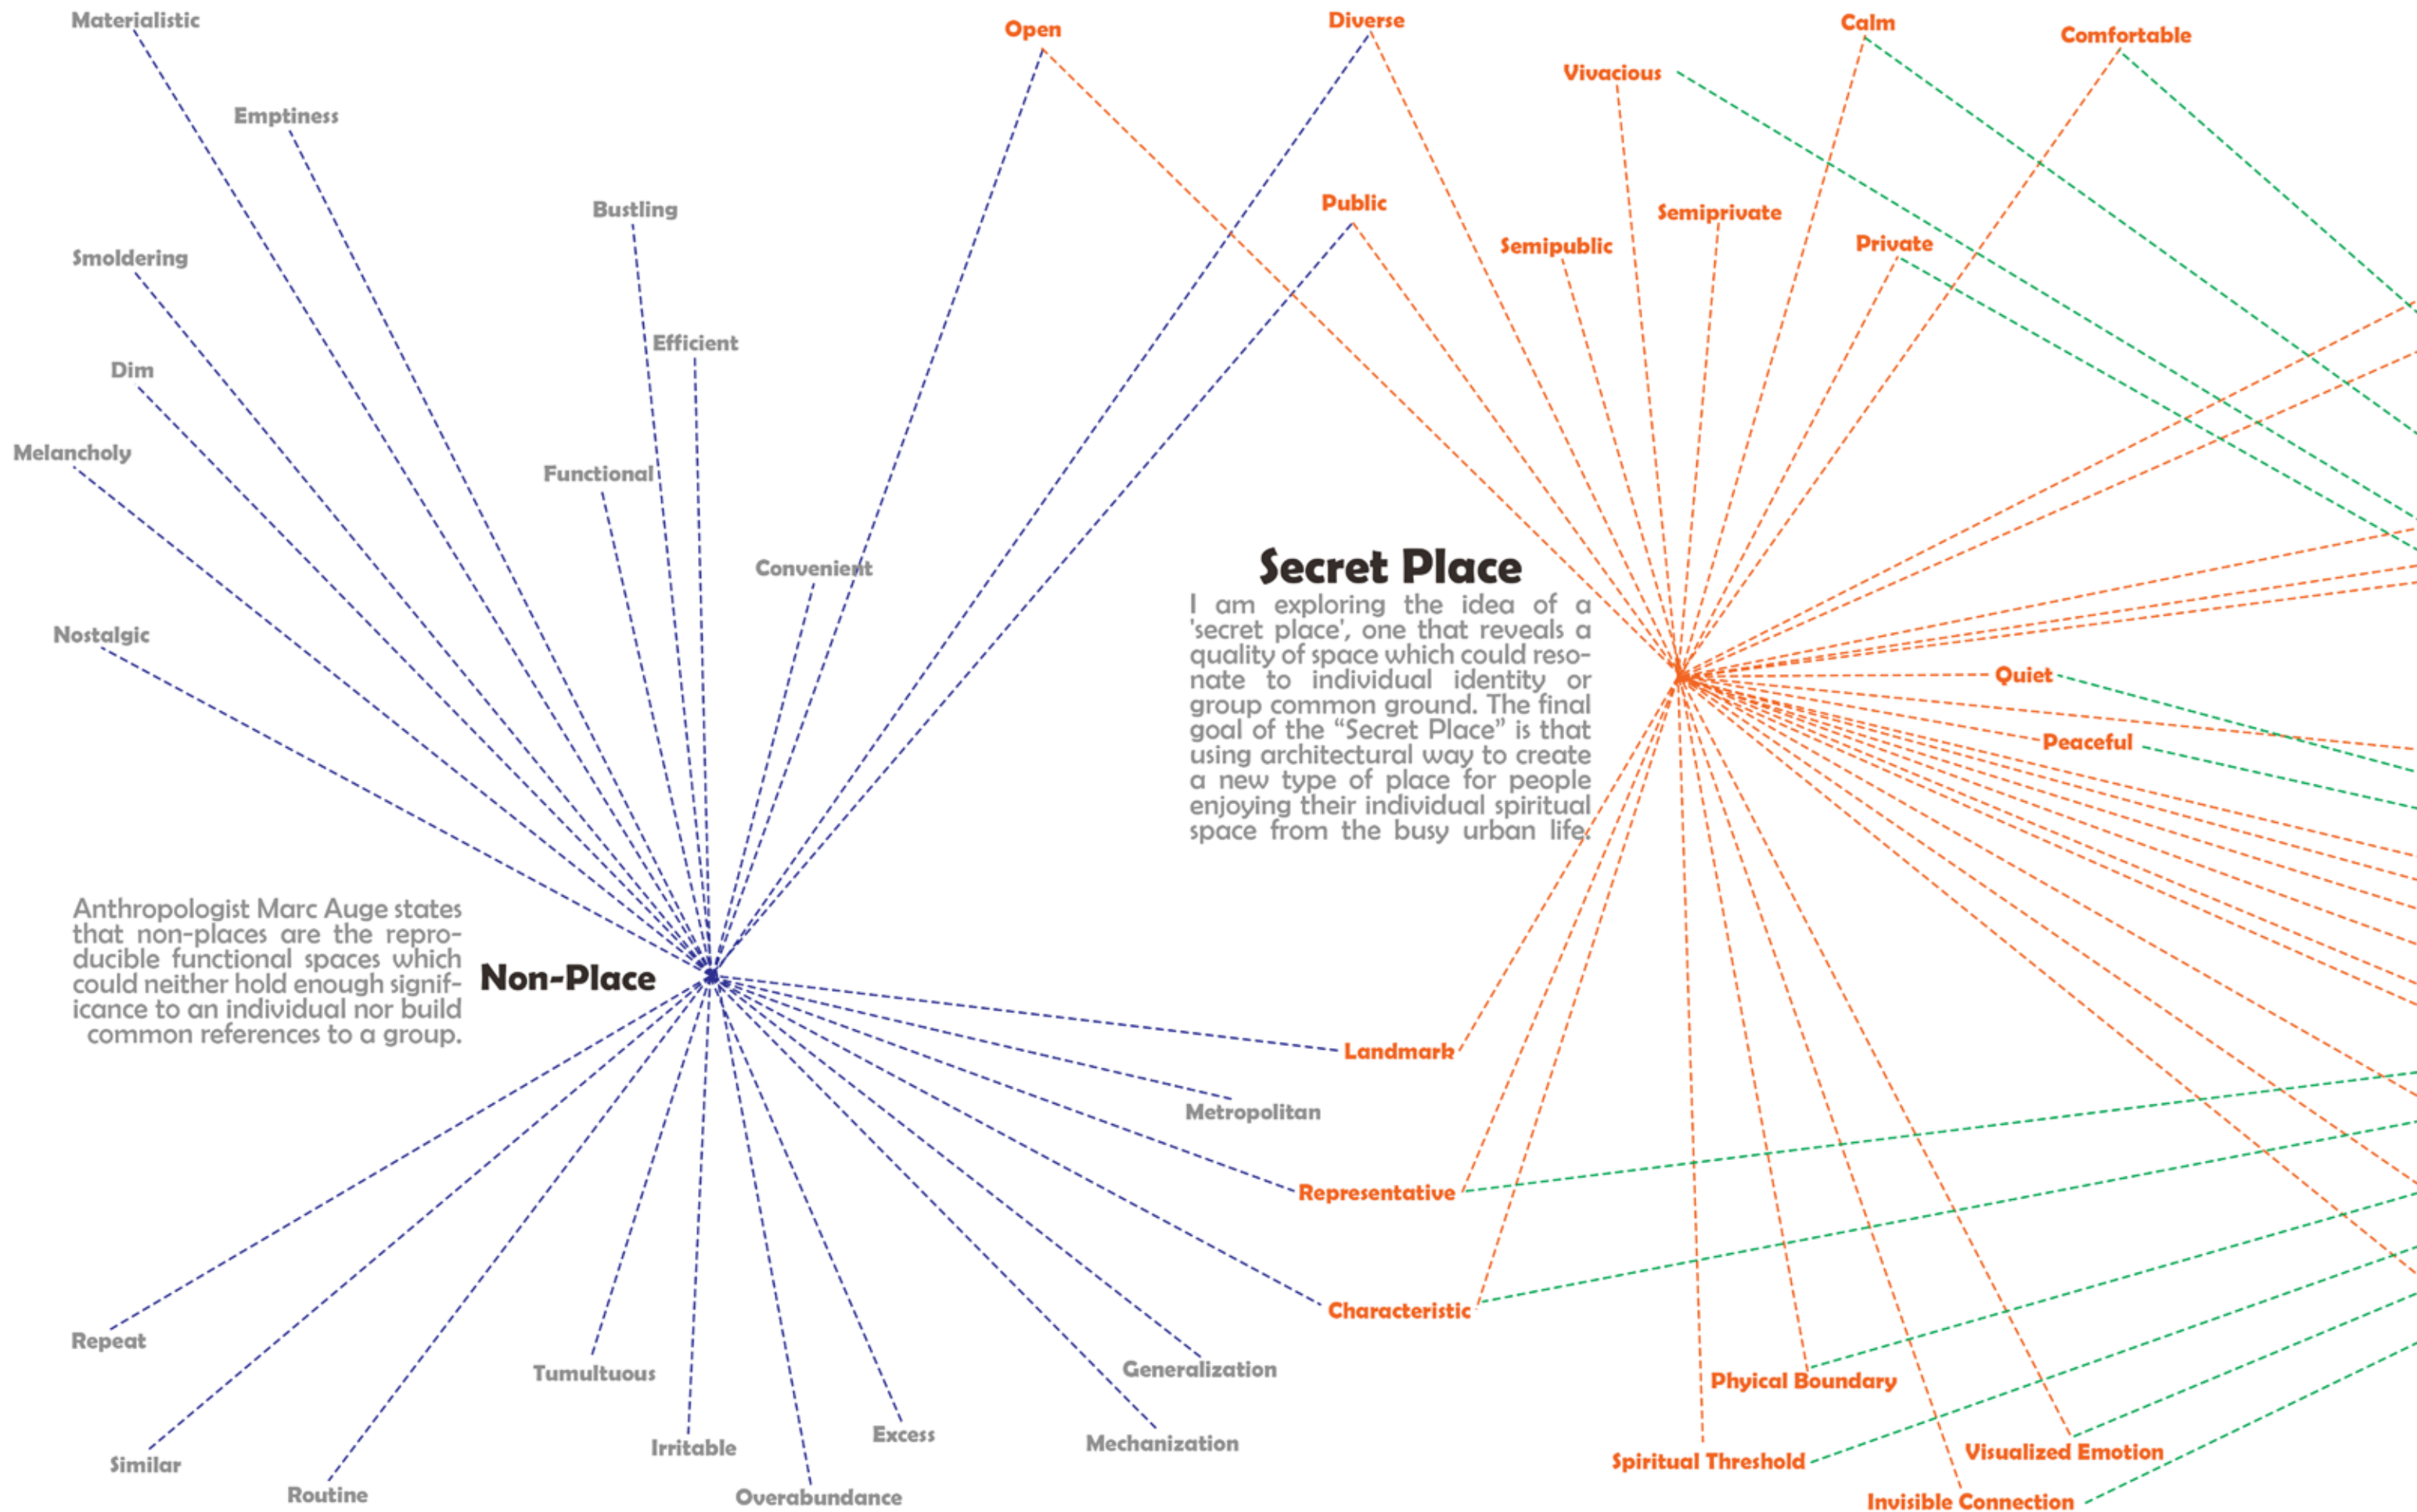 Materialistic
Open
Diverse
Calm
Comfortable
Vivacious
Emptiness
Bustling
Public
Semiprivate
Semipublic
Private
Smoldering
Efficient
Dim
Melancholy
Functional
Convenient
Nostalgic
Secret Place
I am exploring the idea of a
'secret place', one that reveals a
quality of space which could reso-
nate to individual identity or
group common ground. The final
goal of the “Secret Place” is that
using architectural way to create
a new type of place for people
enjoying their individual spiritual
space from the busy urban life.
Quiet
Peaceful
Anthropologist Marc Auge states
that non-places are the repro-
ducible functional spaces which
could neither hold enough signif-
icance to an individual nor build
common references to a group.
Non-Place
Landmark
Metropolitan
Representative
Characteristic
Repeat
Tumultuous
Generalization
Phyical Boundary
Similar
Irritable
Excess
Mechanization
Spiritual Threshold
Visualized Emotion
Routine
Overabundance
Invisible Connection